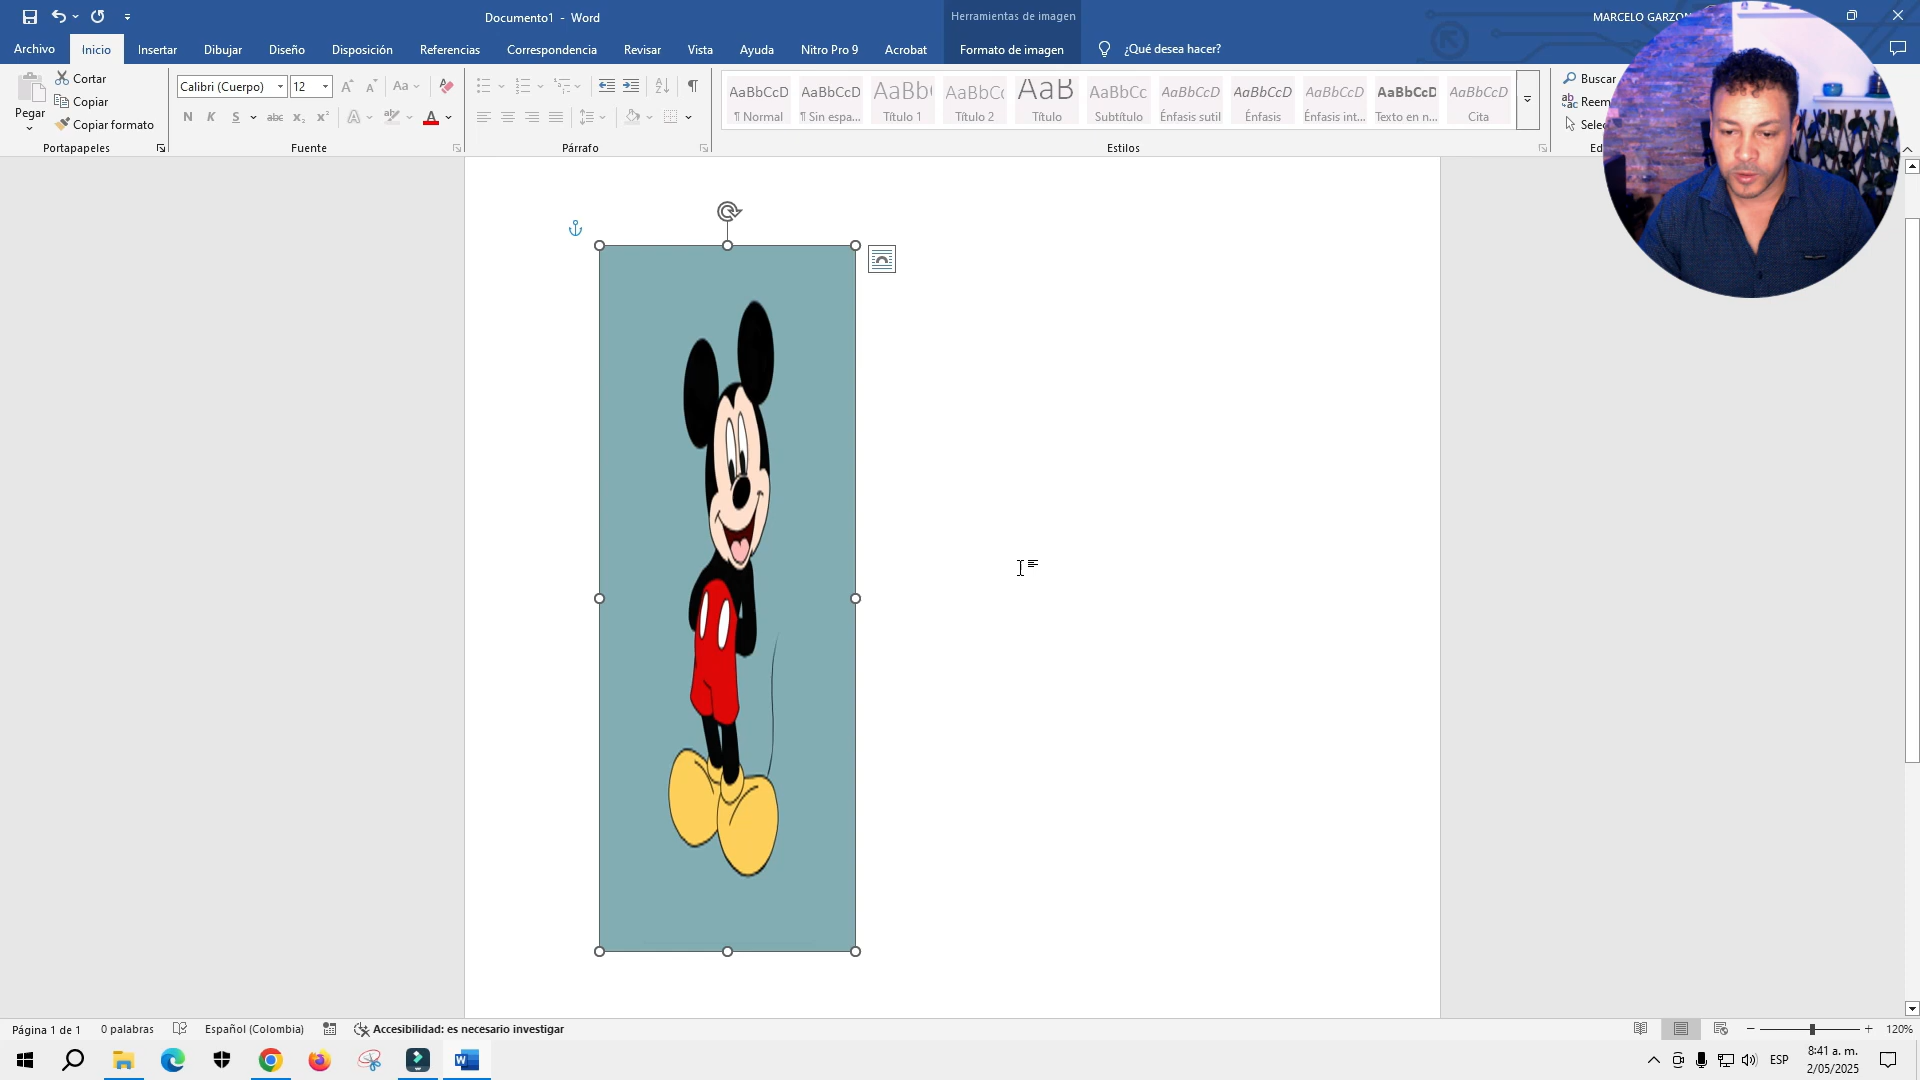 Documento1 - Word
Herramientas de imagen
MARCELO GARZON
Archivo Inicio Insertar Dibujar Diseño Disposición Referencias Correspondencia Revisar Vista Ayuda Nitro Pro 9 Acrobat Formato de imagen ¿Qué desea hacer?
Pegar
Cortar
Copiar
Copiar formato
Portapapeles
Calibri (Cuerpo) 12
N K S abc x₂ x² A A
Fuente
Párrafo
AaBbCcD AaBbCcD AaBb( AaBbC( AaB AaBbCc AaBbCcD AaBbCcD AaBbCcD AaBbCcD AaBbCcD
¶ Normal ¶ Sin espa... Título 1 Título 2 Título Subtítulo Énfasis sutil Énfasis Énfasis int... Texto en n... Cita
Estilos
Buscar
Reem
Selec
Ed
Página 1 de 1 0 palabras Español (Colombia) Accesibilidad: es necesario investigar 120%
ESP
8:41 a. m.
2/05/2025